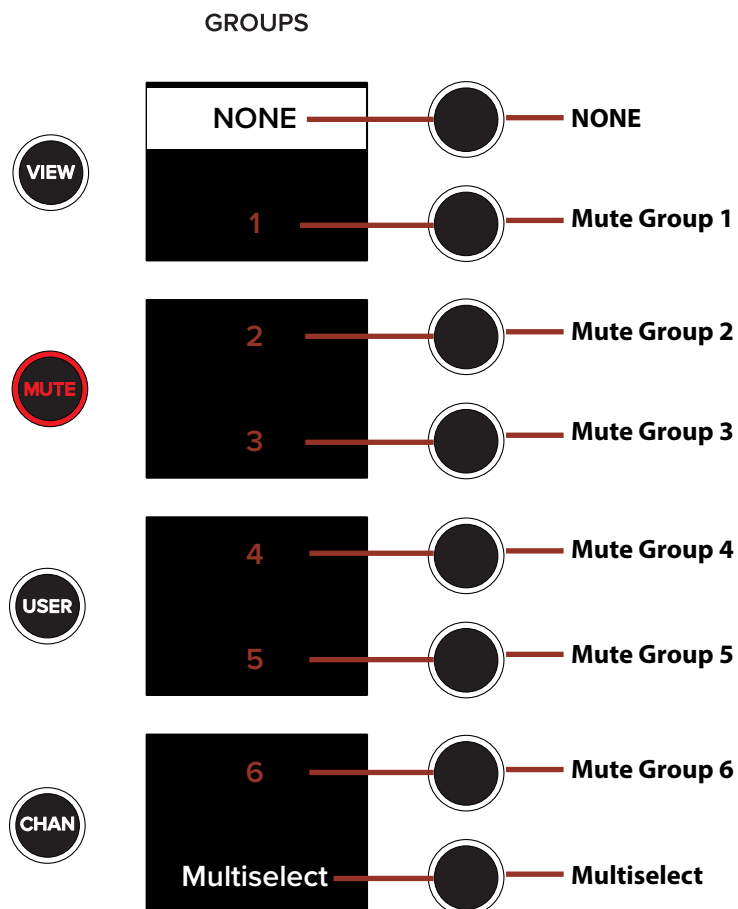 GROUPS
NONE
NONE
VIEW
1
Mute Group 1
2
Mute Group 2
MUTE
3
Mute Group 3
4
Mute Group 4
USER
5
Mute Group 5
6
Mute Group 6
CHAN
Multiselect
Multiselect